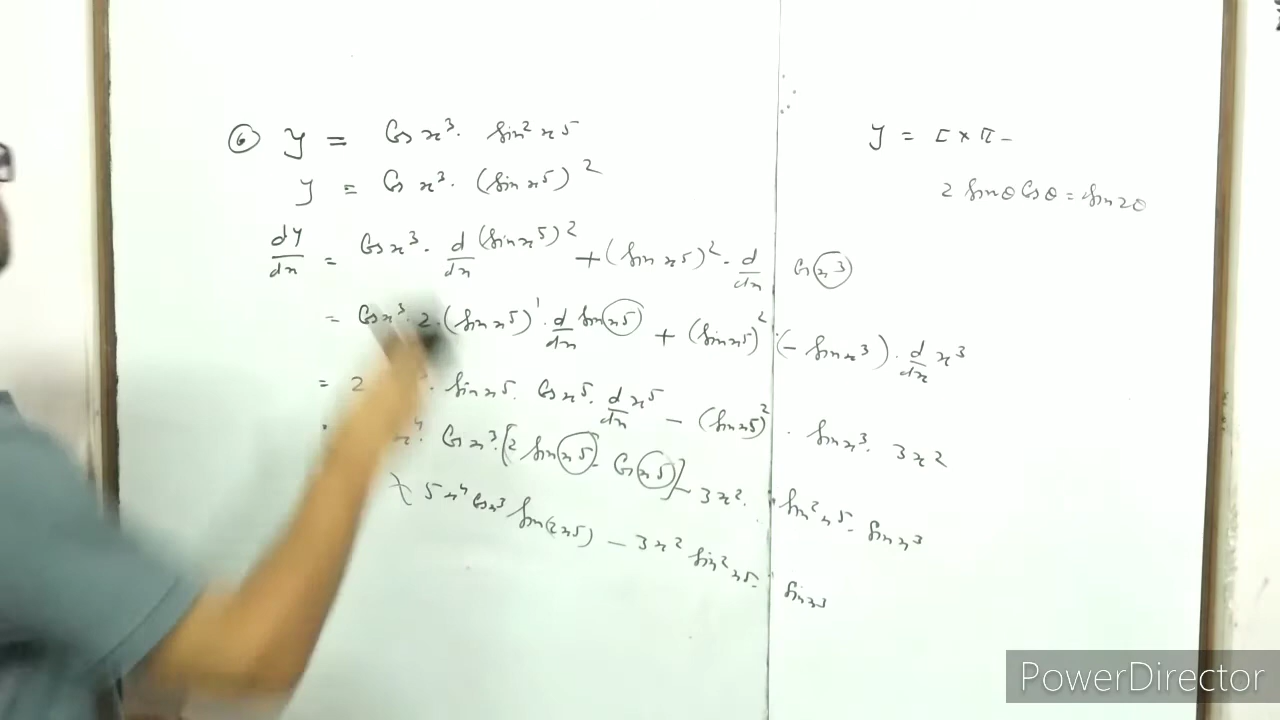 ⑥ y = Cos x³. Sin² x⁵
y = Cos x³. (Sin x⁵)²
dy/dx = Cos x³. d/dx (Sin x⁵)² + (Sin x⁵)². d/dx Cos x³
= Cos x³. 2. (Sin x⁵)¹. d/dx Sin x⁵ + (Sin x⁵)² . (- Sin x³). d/dx x³
= 2 . Sin x⁵. Cos x⁵. d/dx x⁵ - (Sin x⁵)² . Sin x³. 3x²
x⁴. Cos x³. [2 Sin x⁵. Cos x⁵] - 3x². Sin² x⁵. Sin x³
5x⁴ Cos x³ Sin(2x⁵) - 3x² Sin² x⁵. Sin x³
y = I × II -
2 Sin θ Cos θ = Sin 2θ
PowerDirector